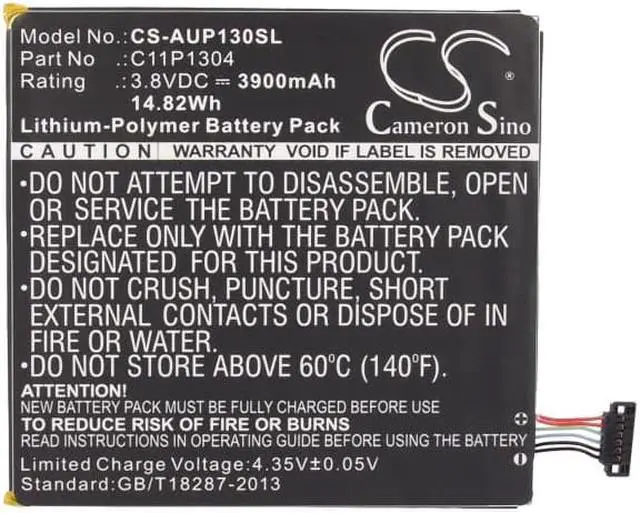 Model No.: CS-AUP130SL
Part No. .: C11P1304
Rating .: 3.8VDC ⎓ 3900mAh
14.82Wh
Lithium-Polymer Battery Pack
CS
®
Cameron Sino
CAUTION WARRANTY VOID IF LABEL IS REMOVED
•DO NOT ATTEMPT TO DISASSEMBLE, OPEN
OR SERVICE THE BATTERY PACK.
•REPLACE ONLY WITH THE BATTERY PACK
DESIGNATED FOR THIS PARTICULAR PRODUCT.
•DO NOT CRUSH, PUNCTURE, SHORT
EXTERNAL CONTACTS OR DISPOSE OF IN
FIRE OR WATER.
•DO NOT STORE ABOVE 60°C (140°F).
ATTENTION!
NEW BATTERY PACK MUST BE FULLY CHARGED BEFORE USE
TO REDUCE RISK OF FIRE OR BURNS
READ INSTRUCTIONS IN OPERATING GUIDE BEFORE USING BATTERY
Limited Charge Voltage:4.35V±0.05V
Standard:GB/T18287-2013